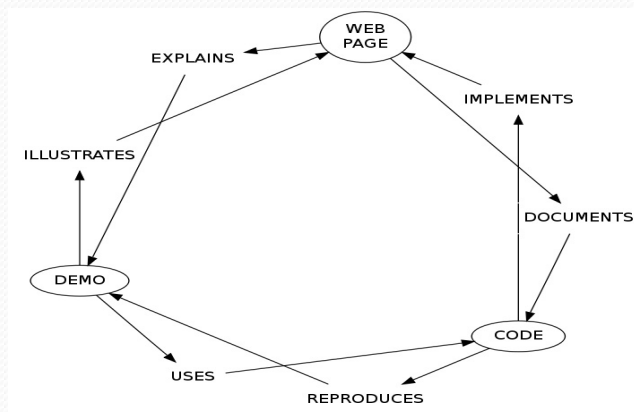 WEB
PAGE
EXPLAINS
IMPLEMENTS
ILLUSTRATES
DOCUMENTS
DEMO
CODE
USES
REPRODUCES